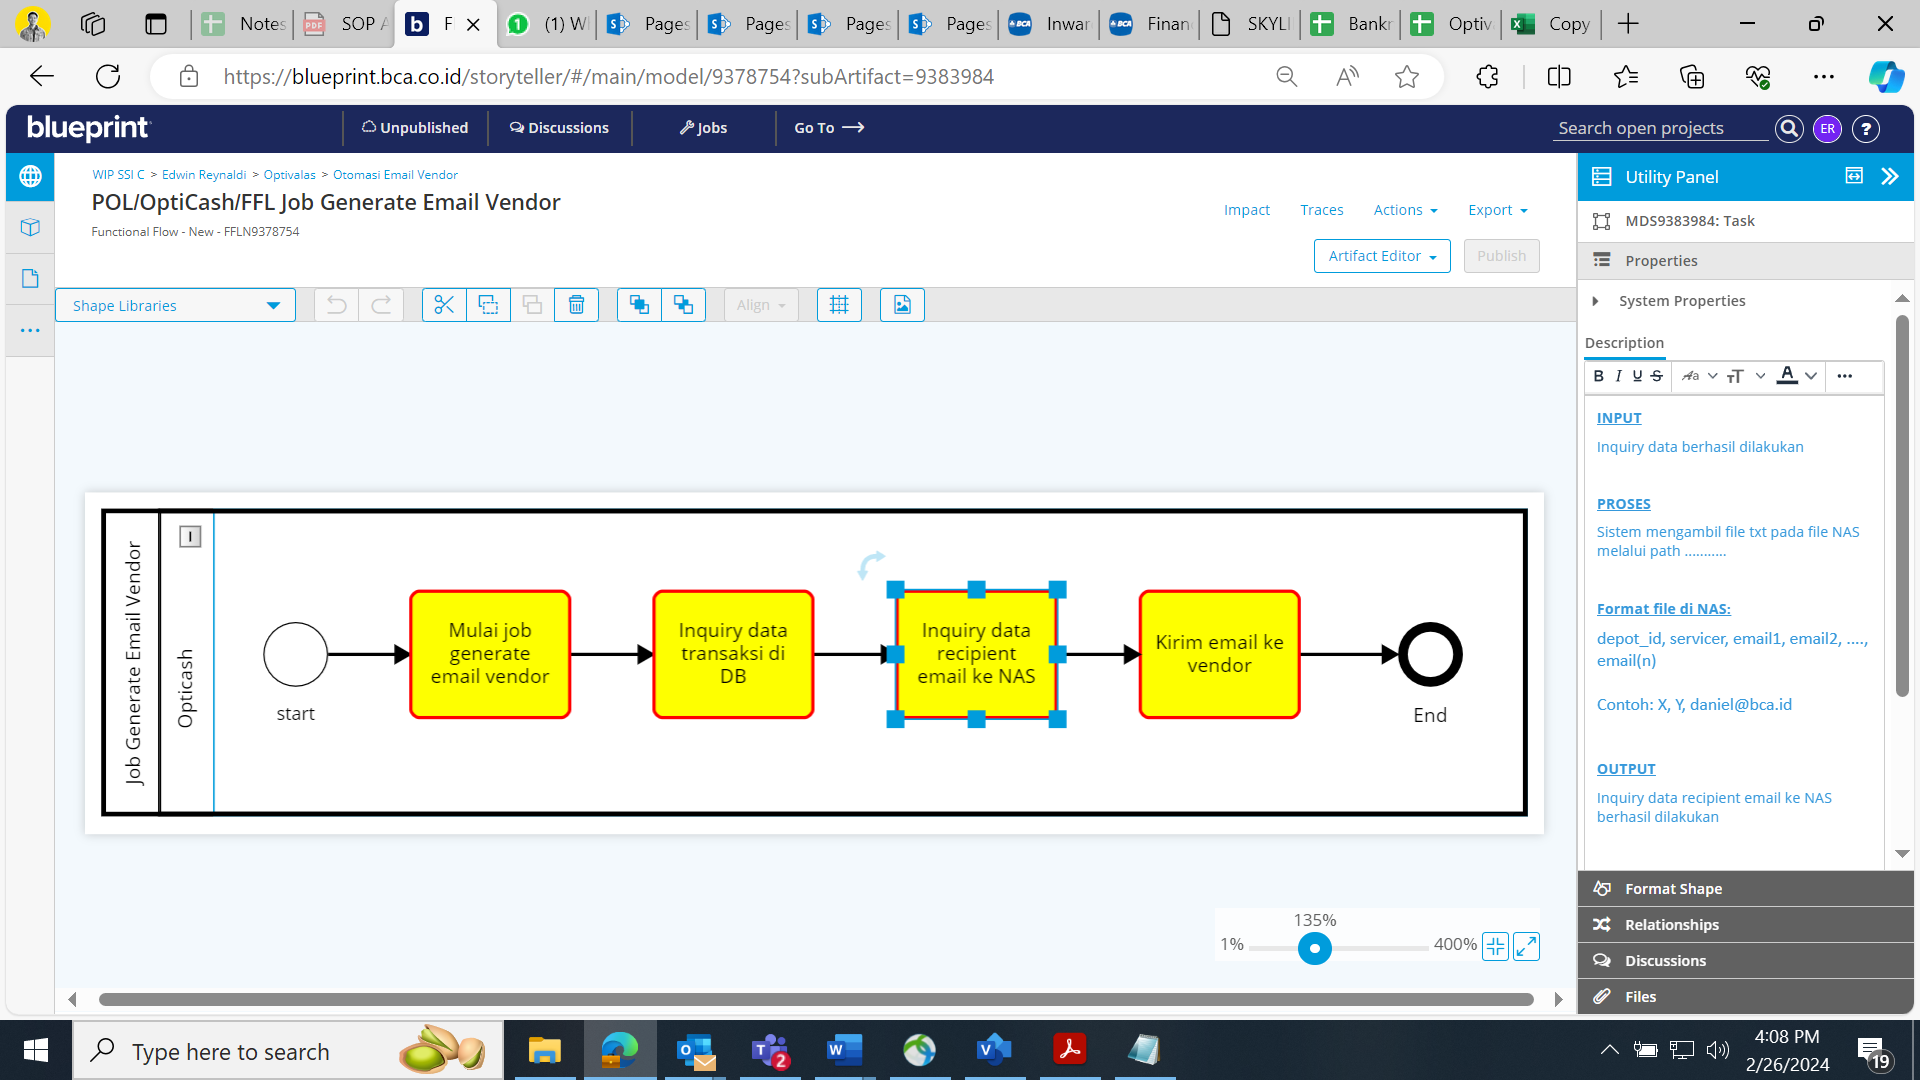 Notes
SOP A
F
(1) W
Pages
Pages
Pages
Pages
Inwar
Finan
SKYLI
Bankr
Optiv
Copy
https://blueprint.bca.co.id/storyteller/#/main/model/9378754?subArtifact=9383984
blueprint
Unpublished
Discussions
Jobs
Go To
Search open projects
ER
?
WIP SSI C > Edwin Reynaldi > Optivalas > Otomasi Email Vendor
POL/OptiCash/FFL Job Generate Email Vendor
Functional Flow - New - FFLN9378754
Impact
Traces
Actions
Export
Artifact Editor
Publish
Shape Libraries
Align
Job Generate Email Vendor
Opticash
I
start
Mulai job
generate
email vendor
Inquiry data
transaksi di
DB
Inquiry data
recipient
email ke NAS
Kirim email ke
vendor
End
135%
1%
400%
Utility Panel
MDS9383984: Task
Properties
System Properties
Description
B I U S Aa TT A
INPUT
Inquiry data berhasil dilakukan
PROSES
Sistem mengambil file txt pada file NAS
melalui path ...........
Format file di NAS:
depot_id, servicer, email1, email2, ....,
email(n)
Contoh: X, Y, daniel@bca.id
OUTPUT
Inquiry data recipient email ke NAS
berhasil dilakukan
Format Shape
Relationships
Discussions
Files
Type here to search
2
4:08 PM
2/26/2024
19